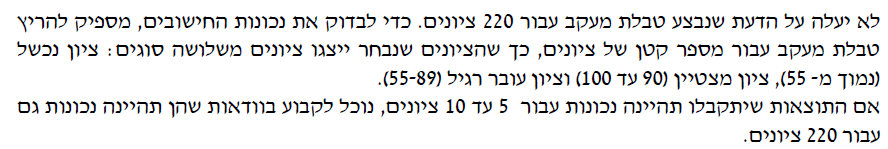 לא יעלה על הדעת שנבצע טבלת מעקב עבור 220 ציונים. כדי לבדוק את נכונות החישובים, מספיק להריץ
טבלת מעקב עבור מספר קטן של ציונים, כך שהציונים שנבחר ייצגו ציונים משלושה סוגים: ציון נכשל
(נמוך מ- 55), ציון מצטיין (90 עד 100) וציון עובר רגיל (55-89).
אם התוצאות שיתקבלו תהיינה נכונות עבור 5 עד 10 ציונים, נוכל לקבוע בוודאות שהן תהיינה נכונות גם
עבור 220 ציונים.